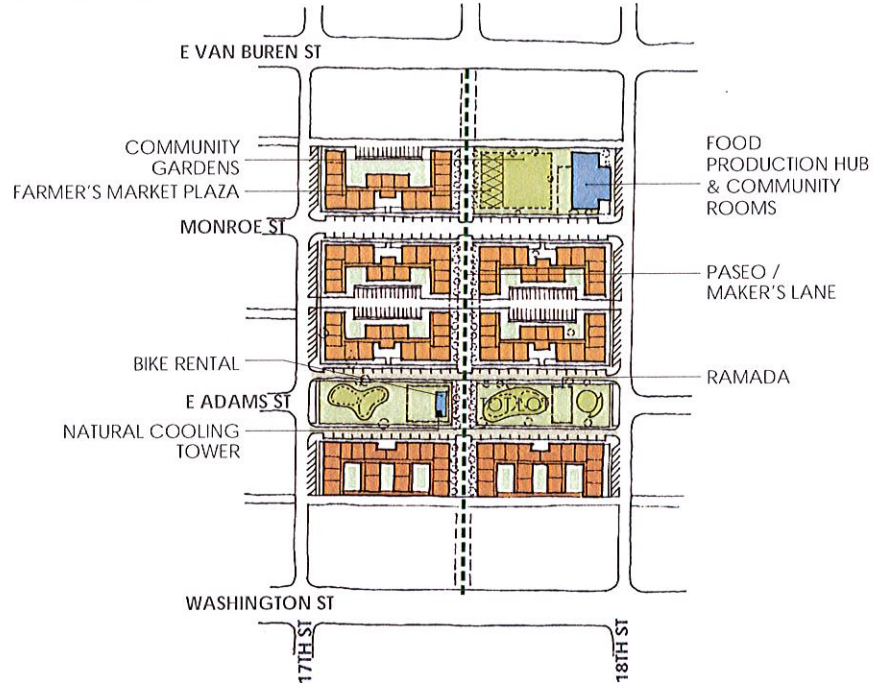 E VAN BUREN ST
COMMUNITY
GARDENS
FARMER'S MARKET PLAZA
MONROE ST
FOOD
PRODUCTION HUB
& COMMUNITY
ROOMS
PASEO /
MAKER'S LANE
BIKE RENTAL
E ADAMS ST
NATURAL COOLING
TOWER
RAMADA
WASHINGTON ST
17TH ST
18TH ST